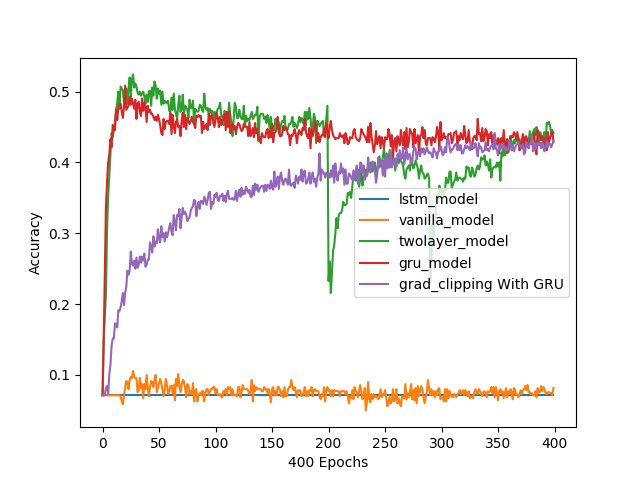 0.5
0.4
0.3
0.2
0.1
Accuracy
lstm_model
vanilla_model
twolayer_model
gru_model
grad_clipping With GRU
0 50 100 150 200 250 300 350 400
400 Epochs